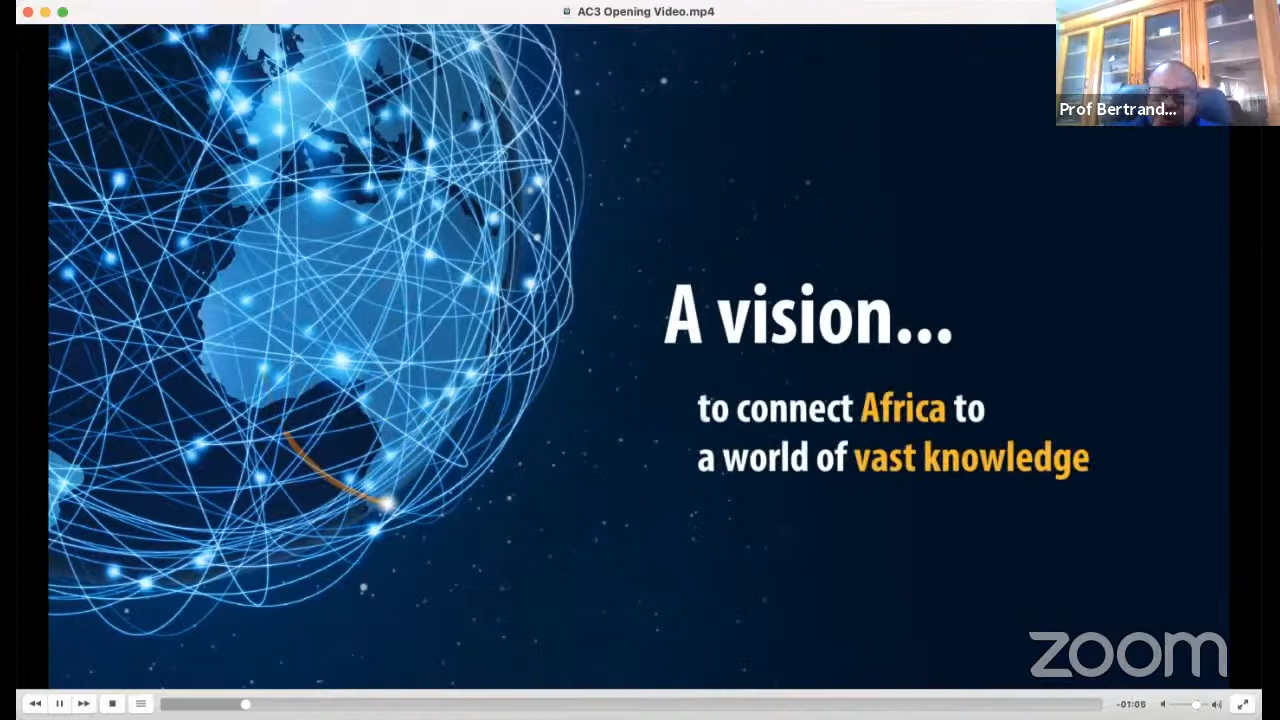 AC3 Opening Video.mp4
Prof Bertrand...
A vision...
to connect Africa to
a world of vast knowledge
zoom
-01:05